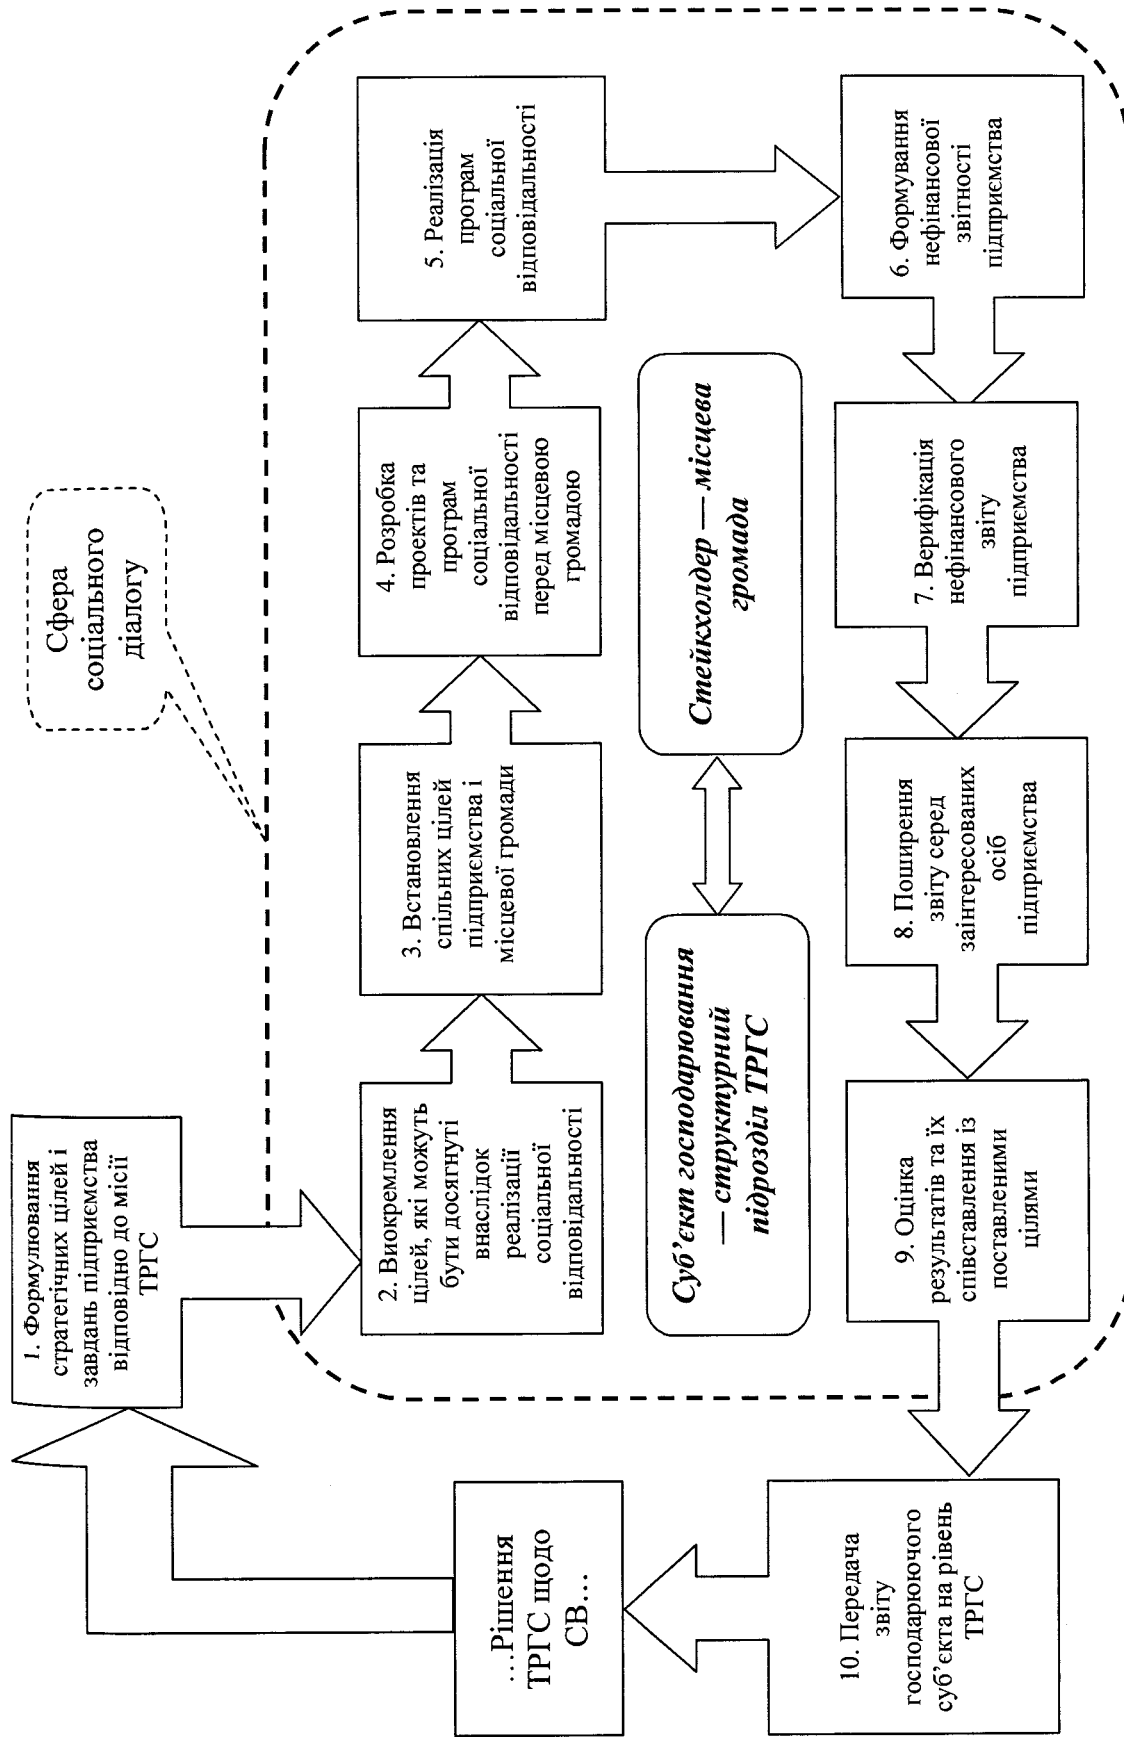 Сфера
соціального
діалогу
1. Формулювання
стратегічних цілей і
завдань підприємства
відповідно до місії
ТРГС
2. Виокремлення
цілей, які можуть
бути досягнуті
внаслідок
реалізації
соціальної
відповідальності
3. Встановлення
спільних цілей
підприємства і
місцевої громади
4. Розробка
проектів та
програм
соціальної
відповідальності
перед місцевою
громадою
5. Реалізація
програм
соціальної
відповідальності
Суб’єкт господарювання
— структурний
підрозділ ТРГС
Стейкхолдер — місцева
громада
6. Формування
нефінансової
звітності
підприємства
7. Верифікація
нефінансового
звіту
підприємства
8. Поширення
звіту серед
заінтересованих
осіб
підприємства
9. Оцінка
результатів та їх
співставлення із
поставленими
цілями
10. Передача
звіту
господарюючого
суб’єкта на рівень
ТРГС
…Рішення
ТРГС щодо
СВ…